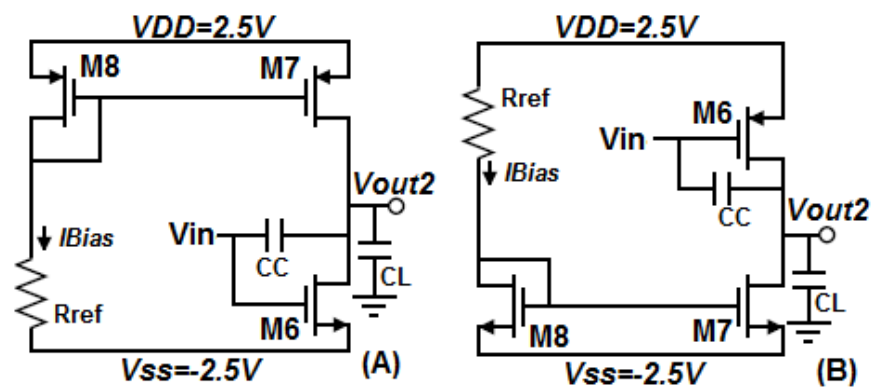 VDD=2.5V
M8
M7
IBias
Rref
Vin
CC
Vout2
CL
M6
Vss=-2.5V
(A)
VDD=2.5V
Rref
M6
Vin
IBias
CC
Vout2
CL
M8
M7
Vss=-2.5V
(B)